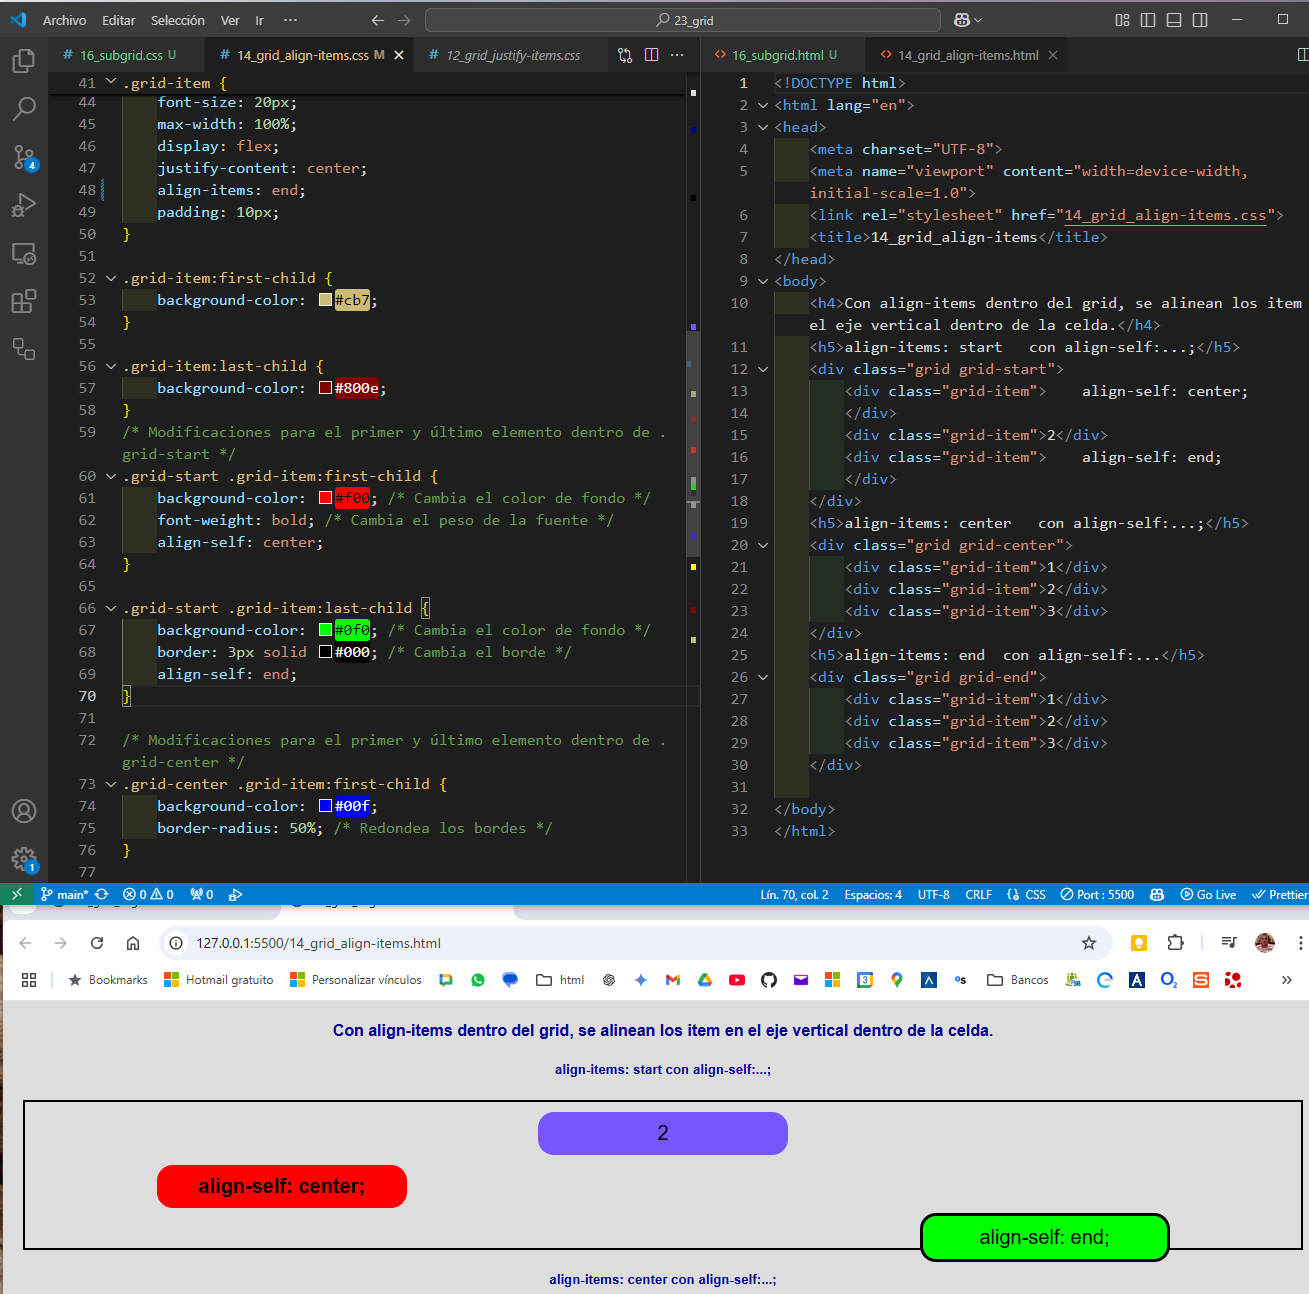 Archivo Editar Selección Ver Ir ··· 23_grid
# 16_subgrid.css U # 14_grid_align-items.css M # 12_grid_justify-items.css
41 .grid-item {
44 font-size: 20px;
45 max-width: 100%;
46 display: flex;
47 justify-content: center;
48 align-items: end;
49 padding: 10px;
50 }
51
52 .grid-item:first-child {
53 background-color: #cb7;
54 }
55
56 .grid-item:last-child {
57 background-color: #800e;
58 }
59 /* Modificaciones para el primer y último elemento dentro de .
grid-start */
60 .grid-start .grid-item:first-child {
61 background-color: #f00; /* Cambia el color de fondo */
62 font-weight: bold; /* Cambia el peso de la fuente */
63 align-self: center;
64 }
65
66 .grid-start .grid-item:last-child {
67 background-color: #0f0; /* Cambia el color de fondo */
68 border: 3px solid #000; /* Cambia el borde */
69 align-self: end;
70 }
71
72 /* Modificaciones para el primer y último elemento dentro de .
grid-center */
73 .grid-center .grid-item:first-child {
74 background-color: #00f;
75 border-radius: 50%; /* Redondea los bordes */
76 }
77
16_subgrid.html U 14_grid_align-items.html
1 <!DOCTYPE html>
2 <html lang="en">
3 <head>
4 <meta charset="UTF-8">
5 <meta name="viewport" content="width=device-width,
initial-scale=1.0">
6 <link rel="stylesheet" href="14_grid_align-items.css">
7 <title>14_grid_align-items</title>
8 </head>
9 <body>
10 <h4>Con align-items dentro del grid, se alinean los item
el eje vertical dentro de la celda.</h4>
11 <h5>align-items: start con align-self:...;</h5>
12 <div class="grid grid-start">
13 <div class="grid-item"> align-self: center;
14 </div>
15 <div class="grid-item">2</div>
16 <div class="grid-item"> align-self: end;
17 </div>
18 </div>
19 <h5>align-items: center con align-self:...;</h5>
20 <div class="grid grid-center">
21 <div class="grid-item">1</div>
22 <div class="grid-item">2</div>
23 <div class="grid-item">3</div>
24 </div>
25 <h5>align-items: end con align-self:...</h5>
26 <div class="grid grid-end">
27 <div class="grid-item">1</div>
28 <div class="grid-item">2</div>
29 <div class="grid-item">3</div>
30 </div>
31
32 </body>
33 </html>
4
1
main* 0 0 0 Lín. 70, col. 2 Espacios: 4 UTF-8 CRLF CSS Port : 5500 Go Live Prettier
127.0.0.1:5500/14_grid_align-items.html
Bookmarks Hotmail gratuito Personalizar vínculos html Bancos
Con align-items dentro del grid, se alinean los item en el eje vertical dentro de la celda.
align-items: start con align-self:...;
2
align-self: center;
align-self: end;
align-items: center con align-self:...;